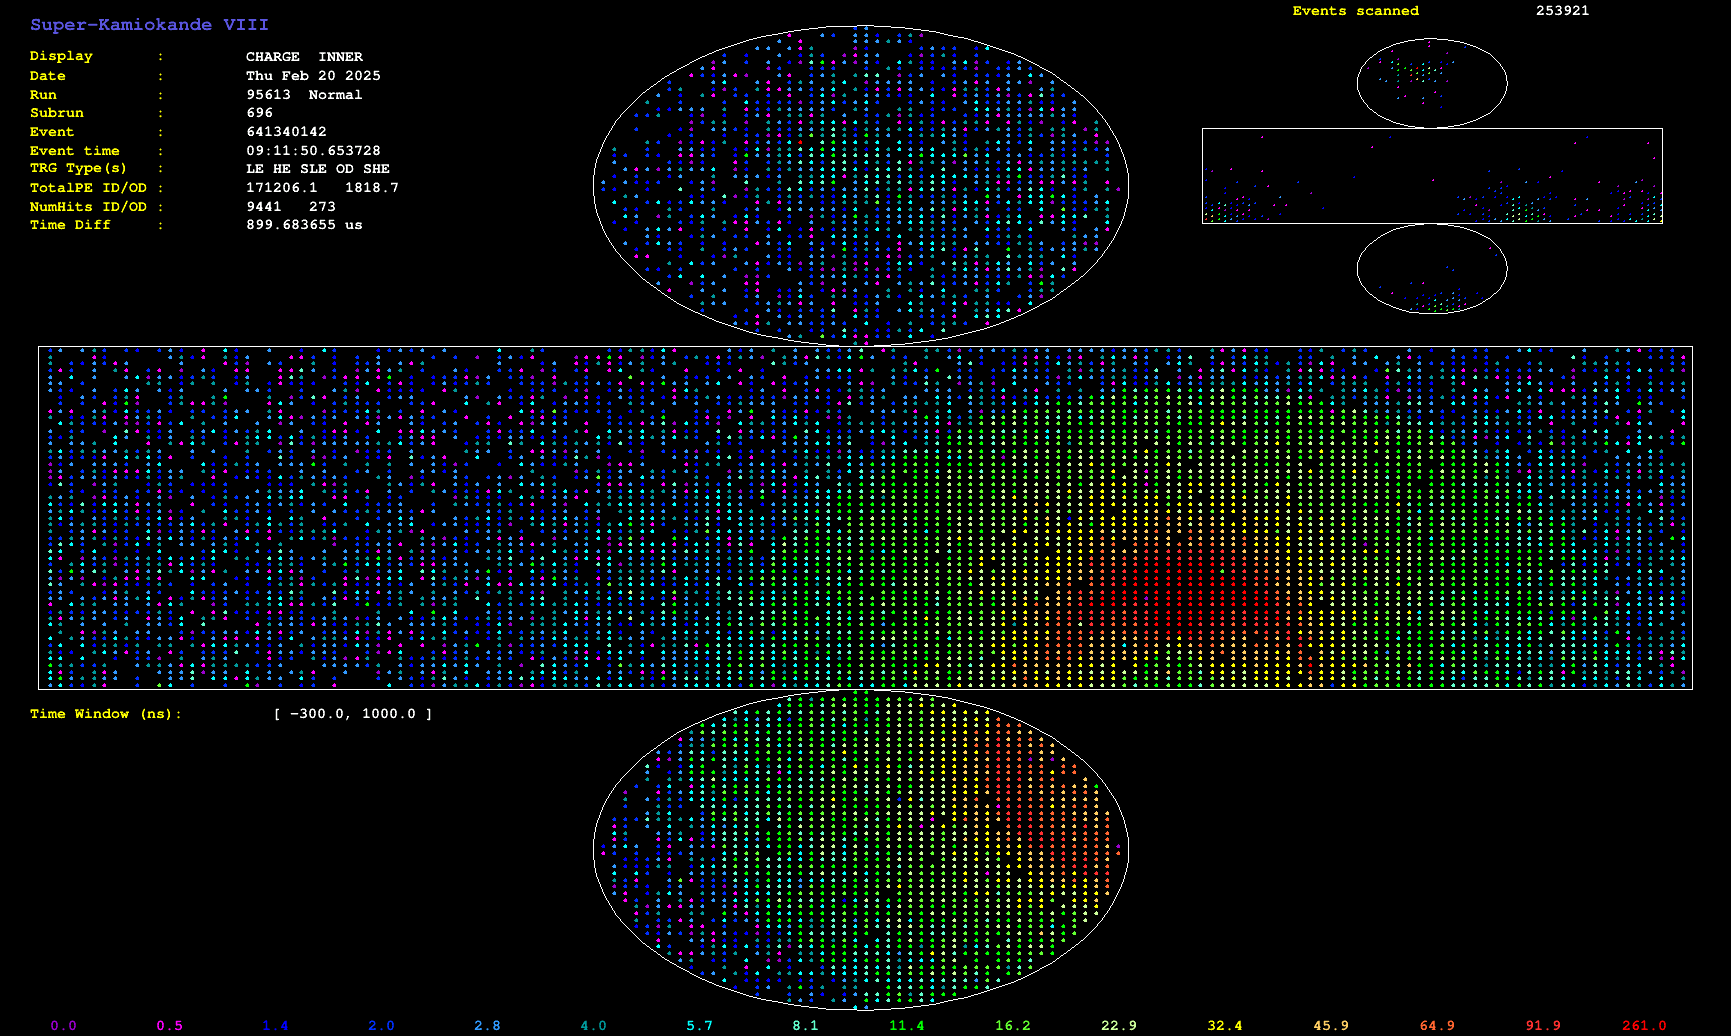 Super-Kamiokande VIII
Display : CHARGE INNER
Date : Thu Feb 20 2025
Run : 95613 Normal
Subrun : 696
Event : 641340142
Event time : 09:11:50.653728
TRG Type(s) : LE HE SLE OD SHE
TotalPE ID/OD : 171206.1 1818.7
NumHits ID/OD : 9441 273
Time Diff : 899.683655 us
Events scanned 253921
Time Window (ns): [ -300.0, 1000.0 ]
0.0 0.5 1.4 2.0 2.8 4.0 5.7 8.1 11.4 16.2 22.9 32.4 45.9 64.9 91.9 261.0